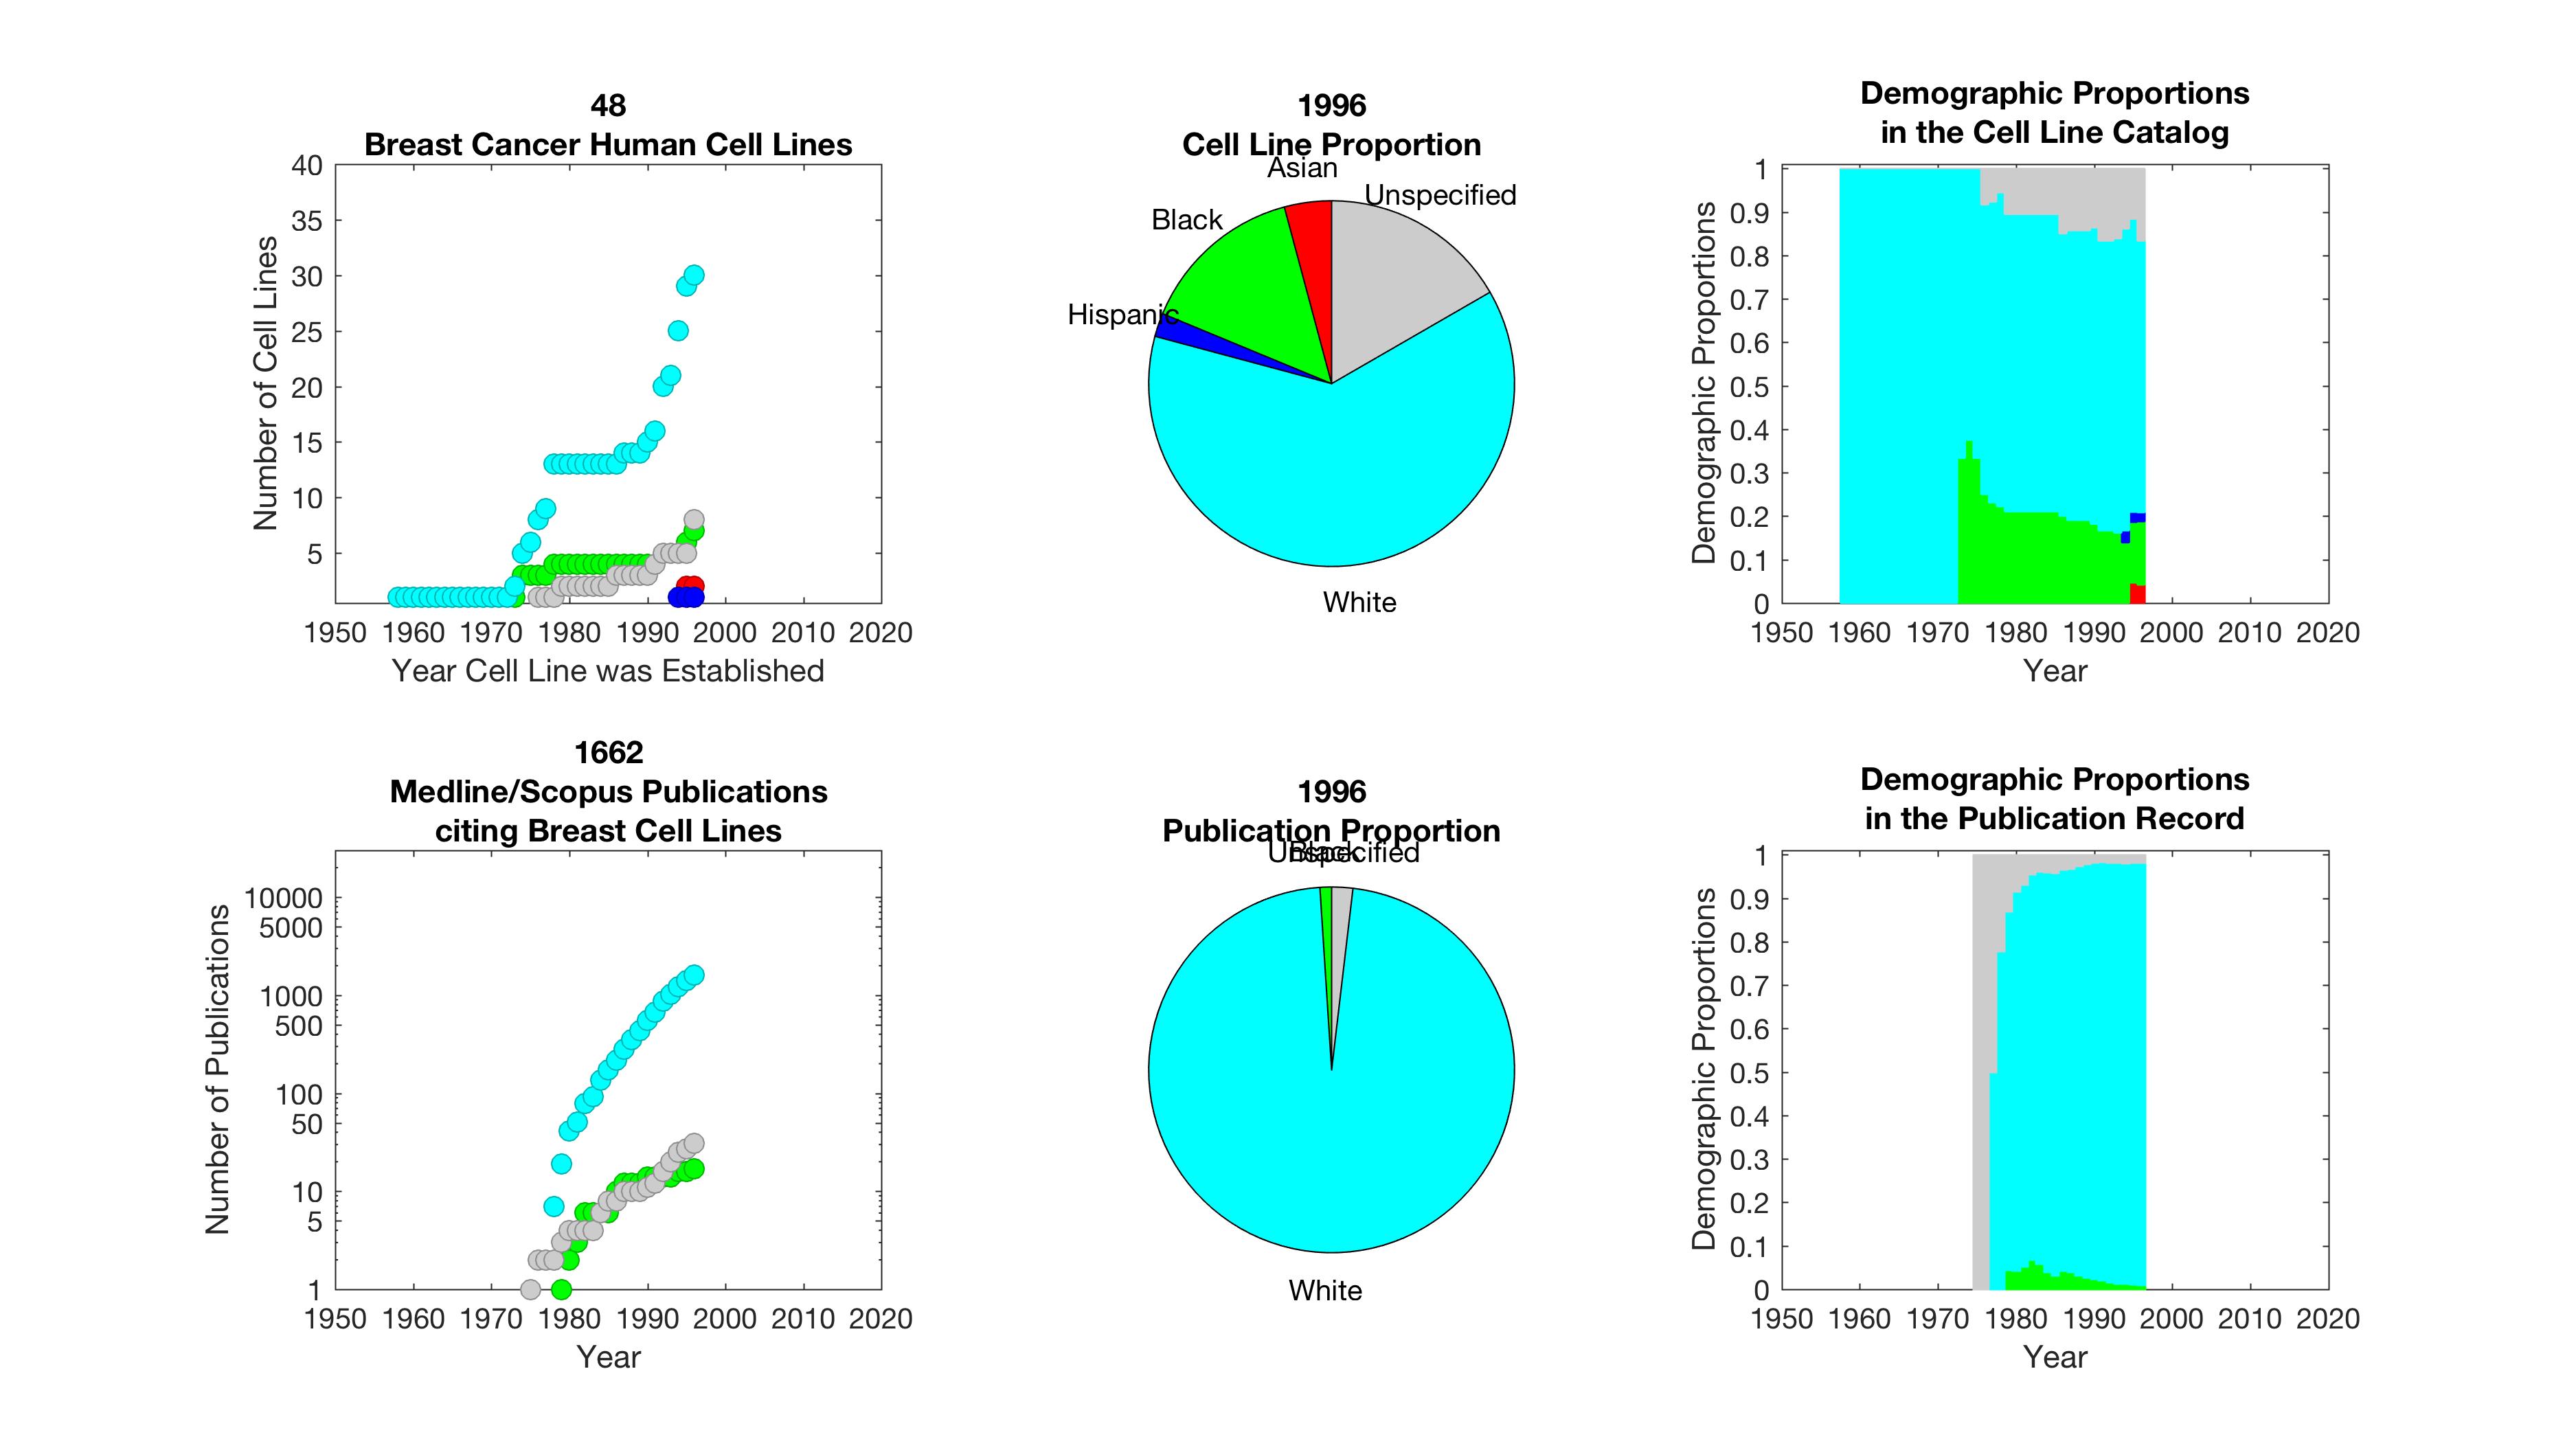 48
Breast Cancer Human Cell Lines
40
35
30
25
20
15
10
5
Number of Cell Lines
1950 1960 1970 1980 1990 2000 2010 2020
Year Cell Line was Established
1996
Cell Line Proportion
Asian
Unspecified
Black
Hispanic
White
Demographic Proportions
in the Cell Line Catalog
1
0.9
0.8
0.7
0.6
0.5
0.4
0.3
0.2
0.1
0
Demographic Proportions
1950 1960 1970 1980 1990 2000 2010 2020
Year
1662
Medline/Scopus Publications
citing Breast Cell Lines
10000
5000
1000
500
100
50
10
5
1
Number of Publications
1950 1960 1970 1980 1990 2000 2010 2020
Year
1996
Publication Proportion
Unspecified
Black
White
Demographic Proportions
in the Publication Record
1
0.9
0.8
0.7
0.6
0.5
0.4
0.3
0.2
0.1
0
Demographic Proportions
1950 1960 1970 1980 1990 2000 2010 2020
Year